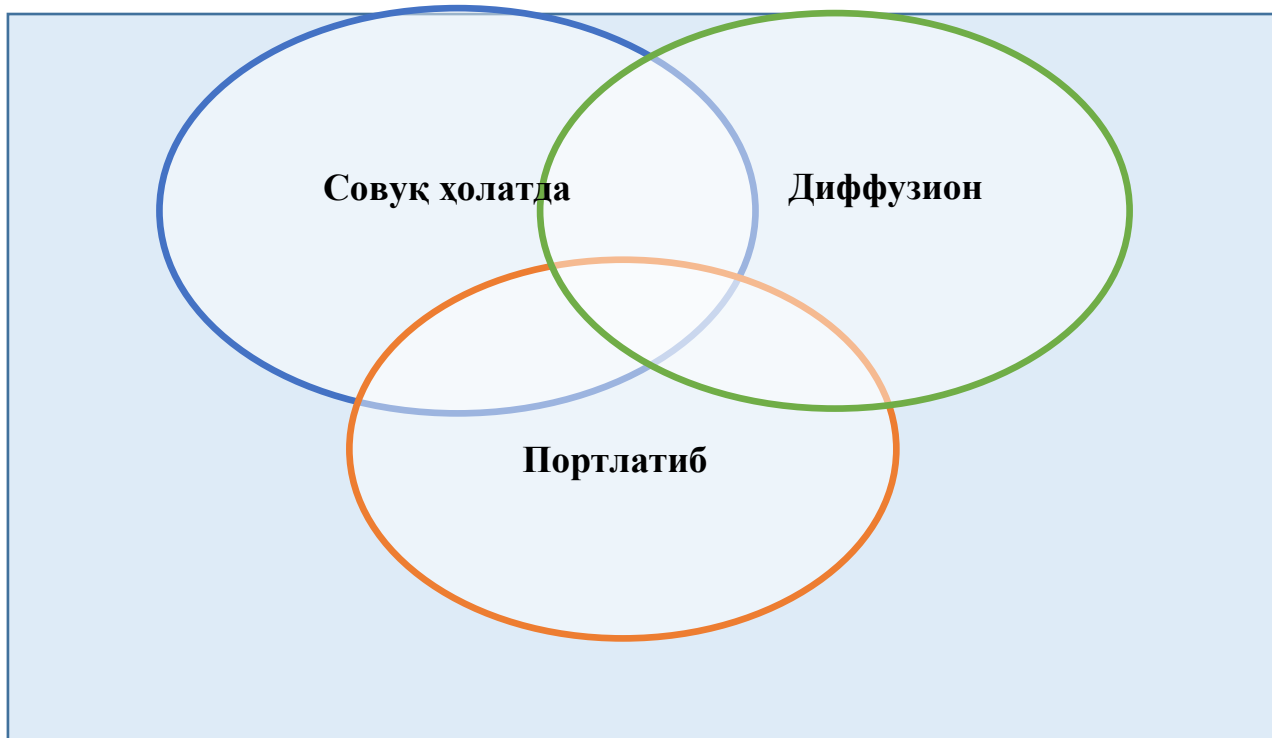 Совуқ ҳолатда
Диффузион
Портлатиб